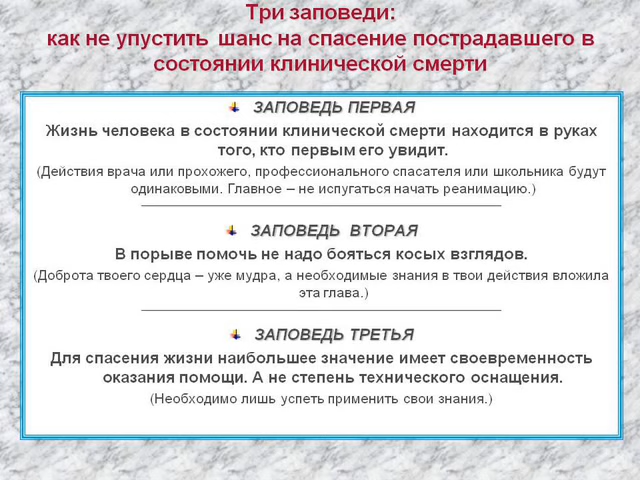 Три заповеди:
как не упустить шанс на спасение пострадавшего в
состоянии клинической смерти
ЗАПОВЕДЬ ПЕРВАЯ
Жизнь человека в состоянии клинической смерти находится в руках
того, кто первым его увидит.
(Действия врача или прохожего, профессионального спасателя или школьника будут
одинаковыми. Главное – не испугаться начать реанимацию.)
ЗАПОВЕДЬ ВТОРАЯ
В порыве помочь не надо бояться косых взглядов.
(Доброта твоего сердца – уже мудра, а необходимые знания в твои действия вложила
эта глава.)
ЗАПОВЕДЬ ТРЕТЬЯ
Для спасения жизни наибольшее значение имеет своевременность
оказания помощи. А не степень технического оснащения.
(Необходимо лишь успеть применить свои знания.)